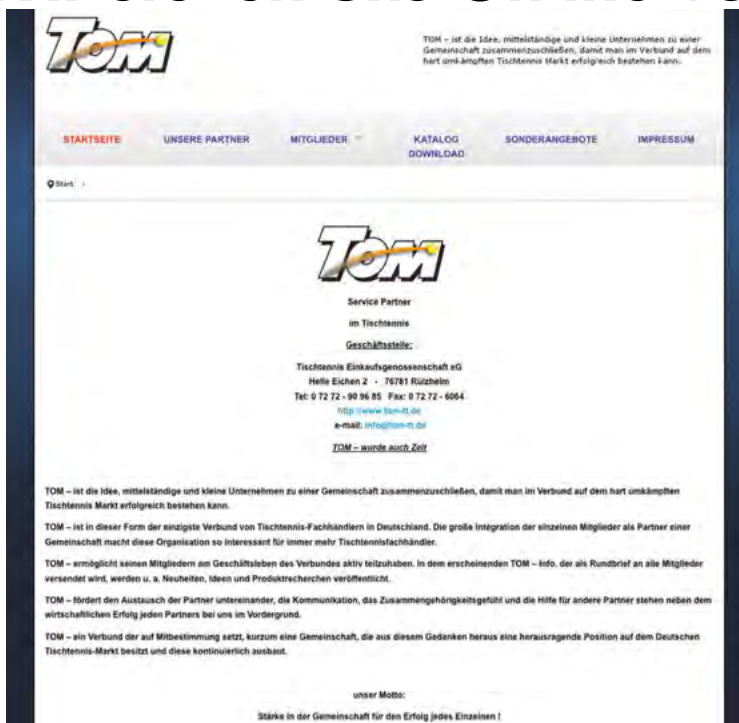 TOM
TOM – ist die Idee, mittelständige und kleine Unternehmen zu einer
Gemeinschaft zusammenzuschließen, damit man im Verbund auf dem
hart umkämpften Tischtennis Markt erfolgreich bestehen kann.
STARTSEITE UNSERE PARTNER MITGLIEDER KATALOG DOWNLOAD SONDERANGEBOTE IMPRESSUM
Start ›
TOM
Service Partner
im Tischtennis
Geschäftsstelle:
Tischtennis Einkaufsgenossenschaft eG
Helle Eichen 2 - 76781 Rülzheim
Tel: 0 72 72 - 90 96 85 Fax: 0 72 72 - 6064
http://www.tom-tt.de
e-mail: info@tom-tt.de
TOM – wurde auch Zeit
TOM – ist die Idee, mittelständige und kleine Unternehmen zu einer Gemeinschaft zusammenzuschließen, damit man im Verbund auf dem hart umkämpften
Tischtennis Markt erfolgreich bestehen kann.
TOM – ist in dieser Form der einzigste Verbund von Tischtennis-Fachhändlern in Deutschland. Die große Integration der einzelnen Mitglieder als Partner einer
Gemeinschaft macht diese Organisation so interessant für immer mehr Tischtennisfachhändler.
TOM – ermöglicht seinen Mitgliedern am Geschäftsleben des Verbundes aktiv teilzuhaben. In dem erscheinenden TOM – Info, der als Rundbrief an alle Mitglieder
versendet wird, werden u. a. Neuheiten, Ideen und Produktrecherchen veröffentlicht.
TOM – fördert den Austausch der Partner untereinander, die Kommunikation, das Zusammengehörigkeitsgefühl und die Hilfe für andere Partner stehen neben dem
wirtschaftlichen Erfolg jeden Partners bei uns im Vordergrund.
TOM – ein Verbund der auf Mitbestimmung setzt, kurzum eine Gemeinschaft, die aus diesem Gedanken heraus eine herausragende Position auf dem Deutschen
Tischtennis-Markt besitzt und diese kontinuierlich ausbaut.
unser Motto:
Stärke in der Gemeinschaft für den Erfolg jedes Einzelnen !